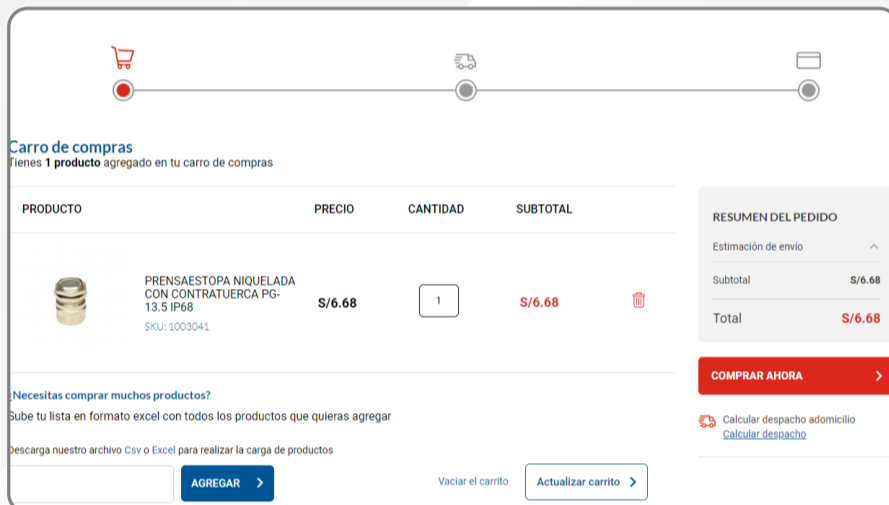 Carro de compras
Tienes 1 producto agregado en tu carro de compras
PRODUCTO PRECIO CANTIDAD SUBTOTAL
PRENSAESTOPA NIQUELADA
CON CONTRATUERCA PG-
13.5 IP68
SKU: 1003041
S/6.68 1 S/6.68
¿Necesitas comprar muchos productos?
Sube tu lista en formato excel con todos los productos que quieras agregar
Descarga nuestro archivo Csv o Excel para realizar la carga de productos
AGREGAR
Vaciar el carrito
Actualizar carrito
RESUMEN DEL PEDIDO
Estimación de envío
Subtotal S/6.68
Total S/6.68
COMPRAR AHORA
Calcular despacho adomicilio
Calcular despacho